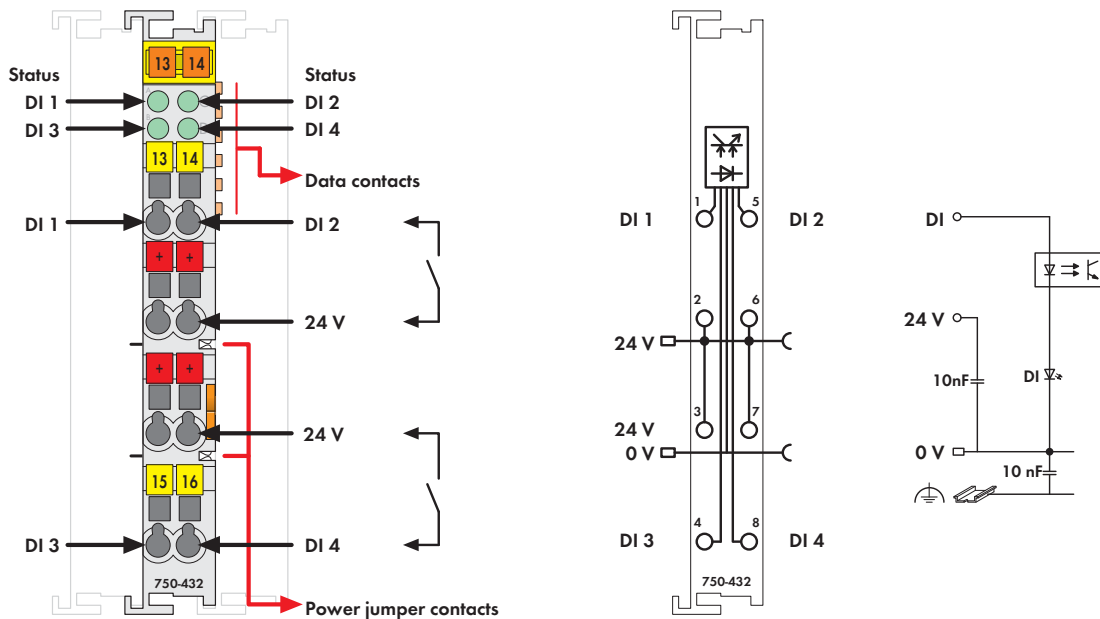 13 14
Status
Status
A C
DI 1
DI 2
B D
DI 3
DI 4
13 14
Data contacts
DI 1
DI 2
+ +
24 V
+ +
24 V
15 16
DI 3
DI 4
750-432
Power jumper contacts
1 5
DI 1
DI 2
2 6
24 V
3 7
24 V
0 V
4 8
DI 3
DI 4
750-432
DI
24 V
10nF
DI
0 V
10 nF